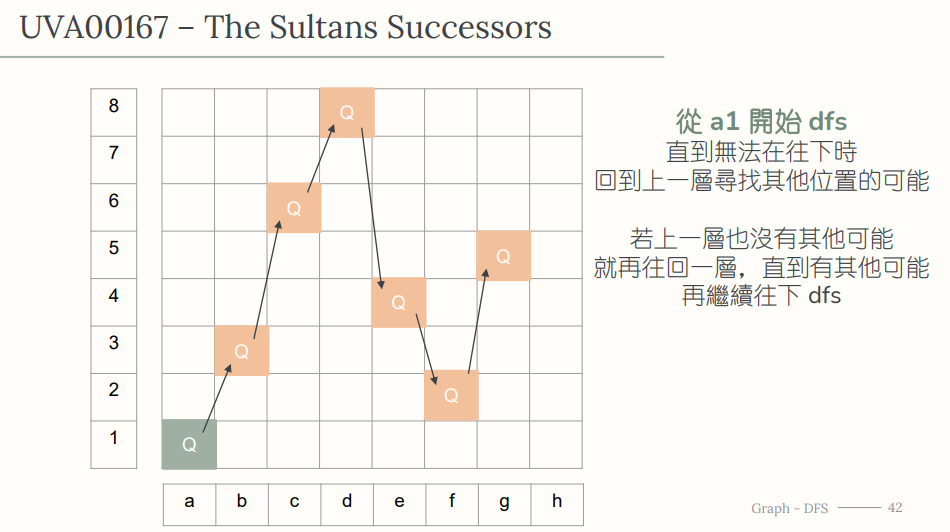 UVA00167 – The Sultans Successors
8
7
6
5
4
3
2
1
Q
Q
Q
Q
Q
Q
Q
a b c d e f g h
從 a1 開始 dfs
直到無法在往下時
回到上一層尋找其他位置的可能
若上一層也沒有其他可能
就再往回一層，直到有其他可能
再繼續往下 dfs
Graph - DFS 42